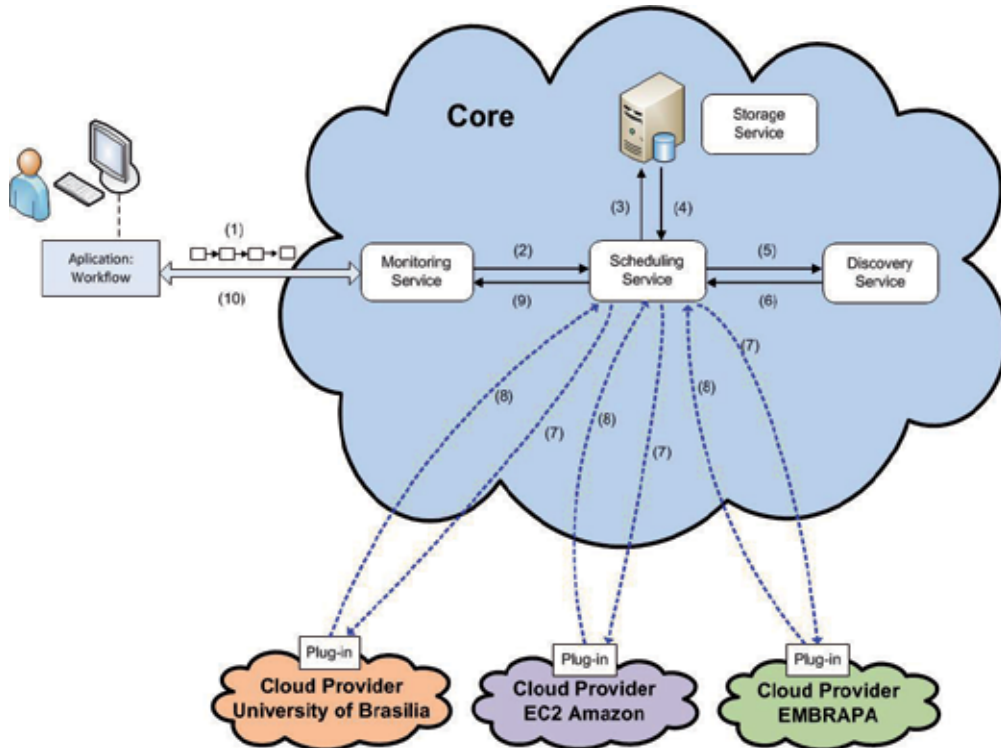 Core
Storage
Service
(3)
(4)
(1)
Aplication:
Workflow
(10)
Monitoring
Service
(2)
(9)
Scheduling
Service
(5)
(6)
Discovery
Service
(8)
(7)
(8)
(7)
(8)
(7)
Plug-in
Cloud Provider
University of Brasilia
Plug-in
Cloud Provider
EC2 Amazon
Plug-in
Cloud Provider
EMBRAPA